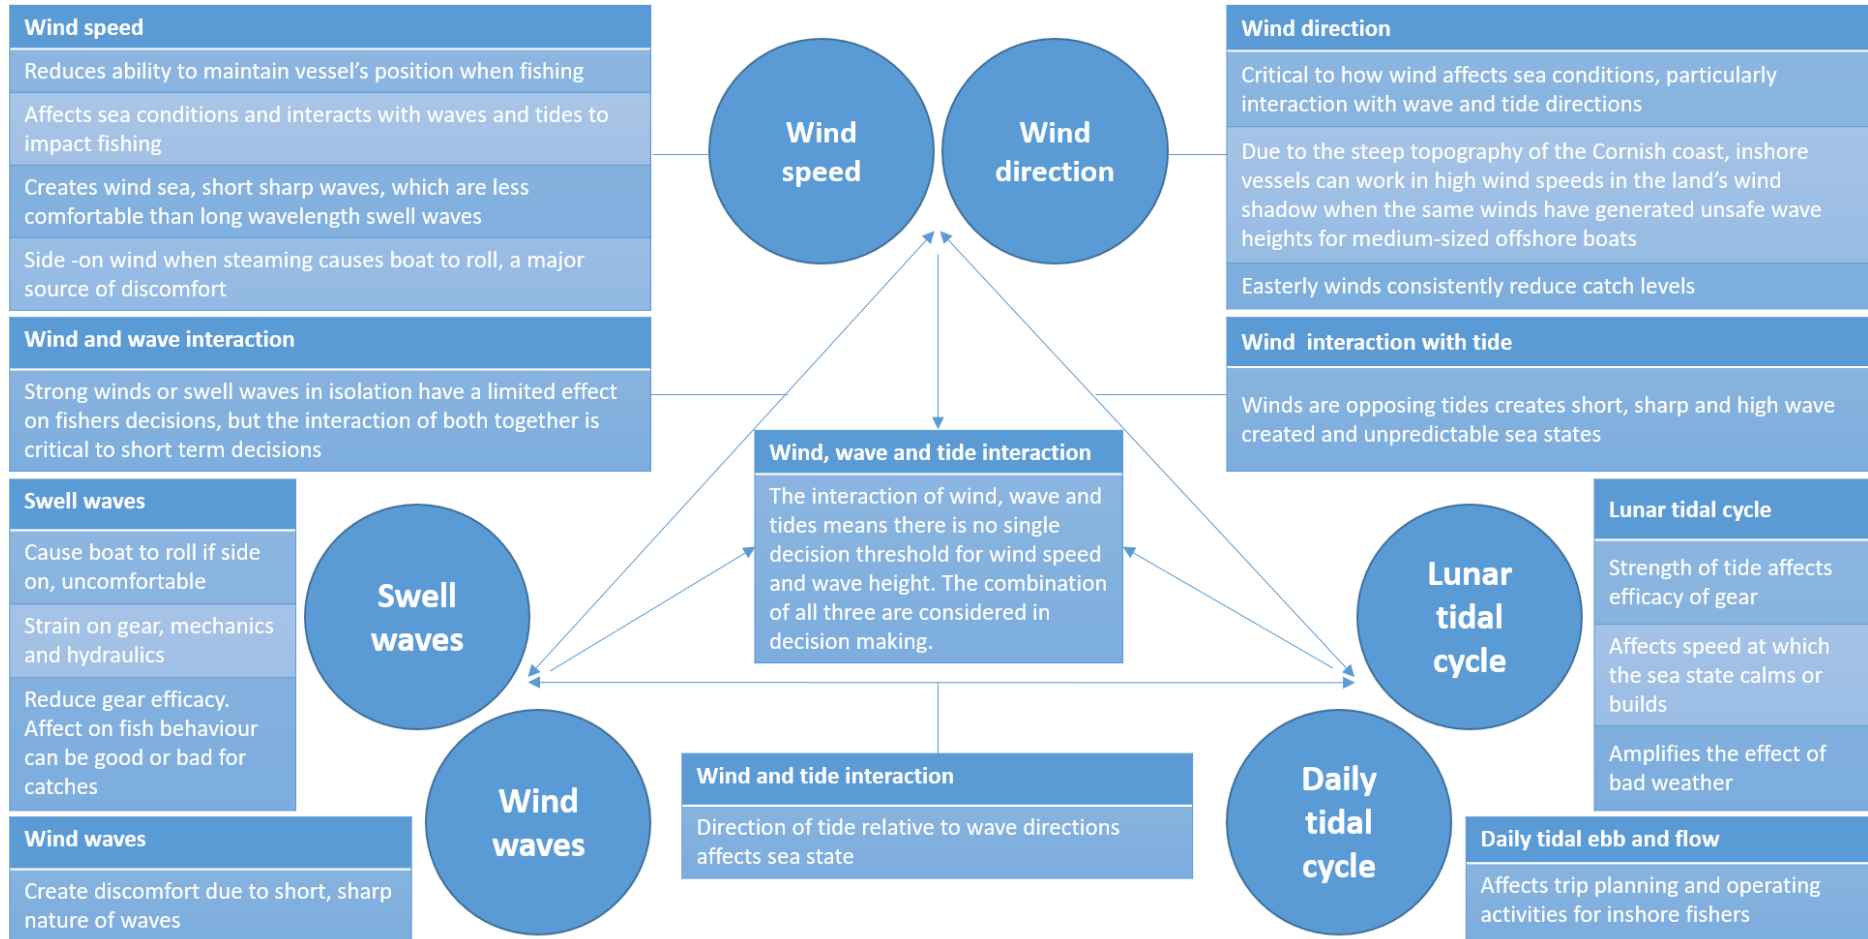 Wind speed
Reduces ability to maintain vessel's position when fishing
Affects sea conditions and interacts with waves and tides to
impact fishing
Creates wind sea, short sharp waves, which are less
comfortable than long wavelength swell waves
Side -on wind when steaming causes boat to roll, a major
source of discomfort
Wind
speed
Wind
direction
Wind direction
Critical to how wind affects sea conditions, particularly
interaction with wave and tide directions
Due to the steep topography of the Cornish coast, inshore
vessels can work in high wind speeds in the land's wind
shadow when the same winds have generated unsafe wave
heights for medium-sized offshore boats
Easterly winds consistently reduce catch levels
Wind and wave interaction
Strong winds or swell waves in isolation have a limited effect
on fishers decisions, but the interaction of both together is
critical to short term decisions
Wind  interaction with tide
Winds are opposing tides creates short, sharp and high wave
created and unpredictable sea states
Wind, wave and tide interaction
The interaction of wind, wave and
tides means there is no single
decision threshold for wind speed
and wave height. The combination
of all three are considered in
decision making.
Swell waves
Cause boat to roll if side
on, uncomfortable
Strain on gear, mechanics
and hydraulics
Reduce gear efficacy.
Affect on fish behaviour
can be good or bad for
catches
Swell
waves
Lunar
tidal
cycle
Lunar tidal cycle
Strength of tide affects
efficacy of gear
Affects speed at which
the sea state calms or
builds
Amplifies the effect of
bad weather
Wind waves
Create discomfort due to short, sharp
nature of waves
Wind
waves
Wind and tide interaction
Direction of tide relative to wave directions
affects sea state
Daily
tidal
cycle
Daily tidal ebb and flow
Affects trip planning and operating
activities for inshore fishers